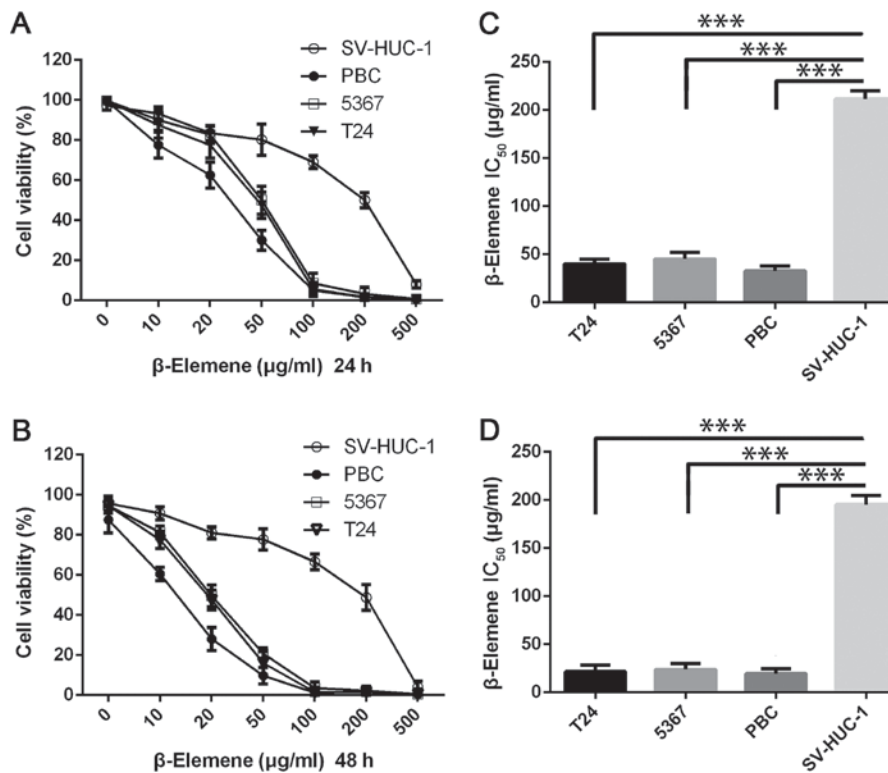 A
Cell viability (%)
120
100
80
60
40
20
0
SV-HUC-1
PBC
5367
T24
0 10 20 50 100 200 500
β-Elemene (µg/ml) 24 h
B
Cell viability (%)
120
100
80
60
40
20
0
SV-HUC-1
PBC
5367
T24
0 10 20 50 100 200 500
β-Elemene (µg/ml) 48 h
C
β-Elemene IC50 (µg/ml)
250
200
150
100
50
0
***
***
***
T24 5367 PBC SV-HUC-1
D
β-Elemene IC50 (µg/ml)
250
200
150
100
50
0
***
***
***
T24 5367 PBC SV-HUC-1